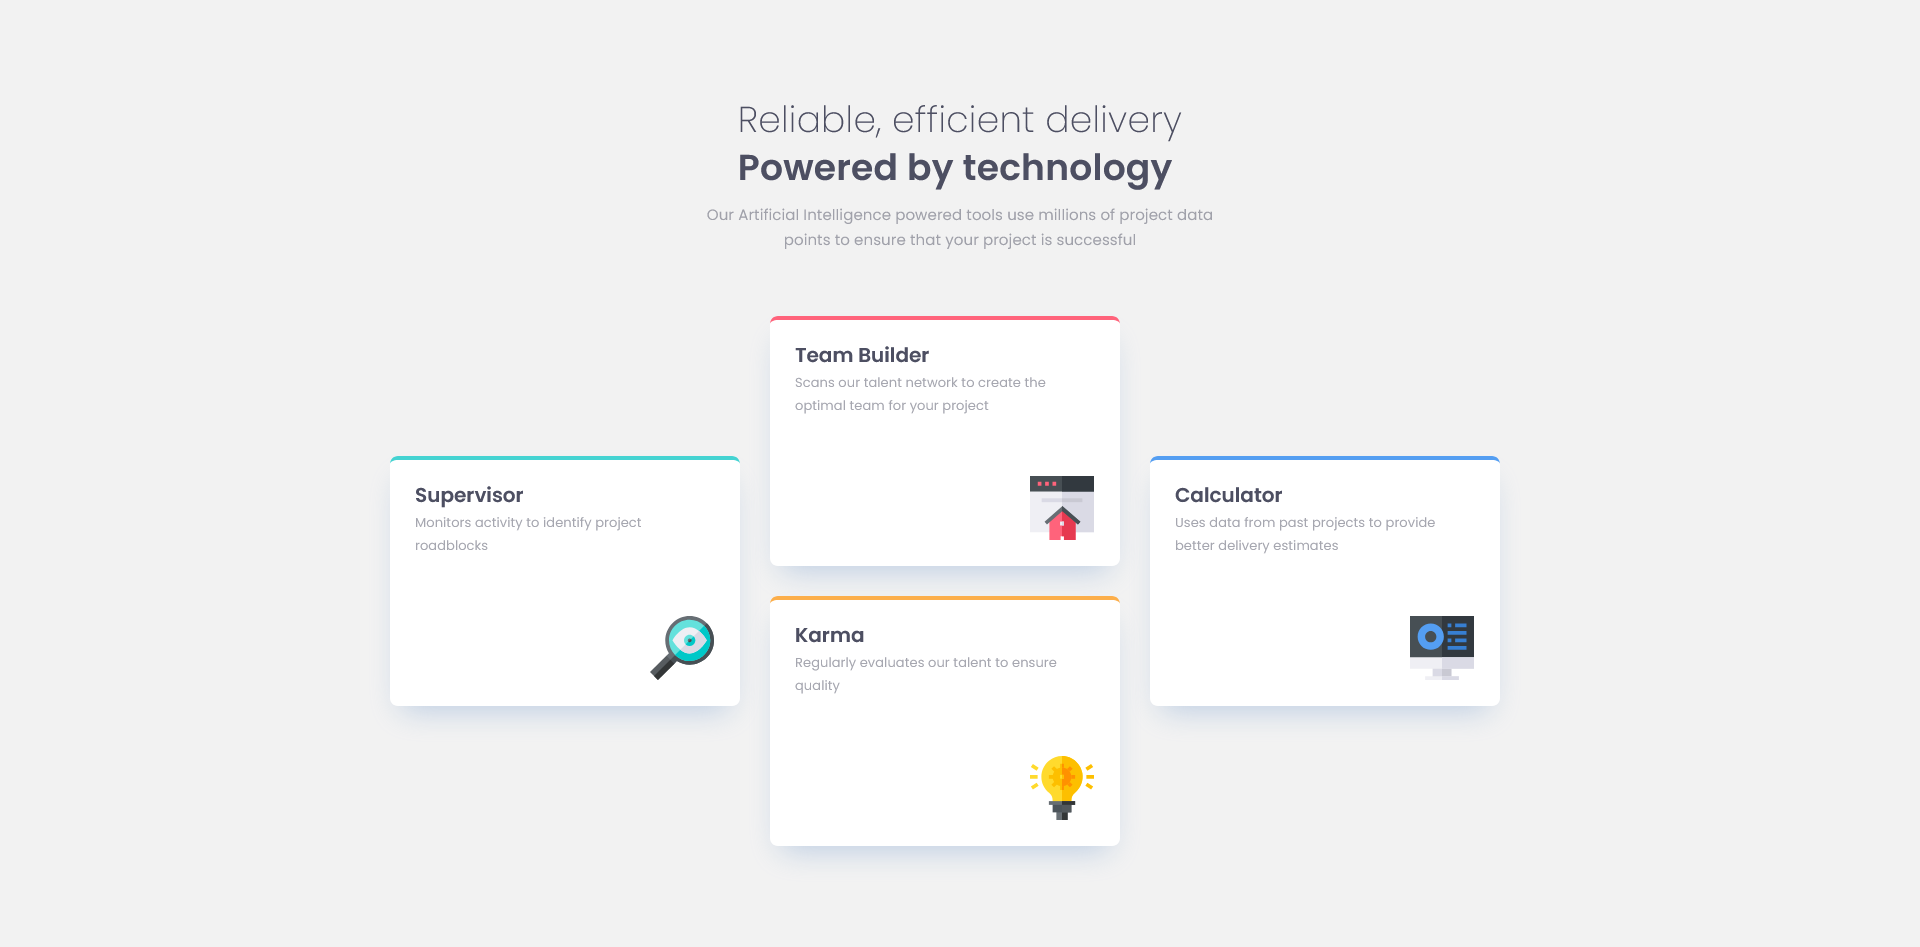 Reliable, efficient delivery
Powered by technology
Our Artificial Intelligence powered tools use millions of project data
points to ensure that your project is successful
Team Builder
Scans our talent network to create the
optimal team for your project
Supervisor
Monitors activity to identify project
roadblocks
Calculator
Uses data from past projects to provide
better delivery estimates
Karma
Regularly evaluates our talent to ensure
quality